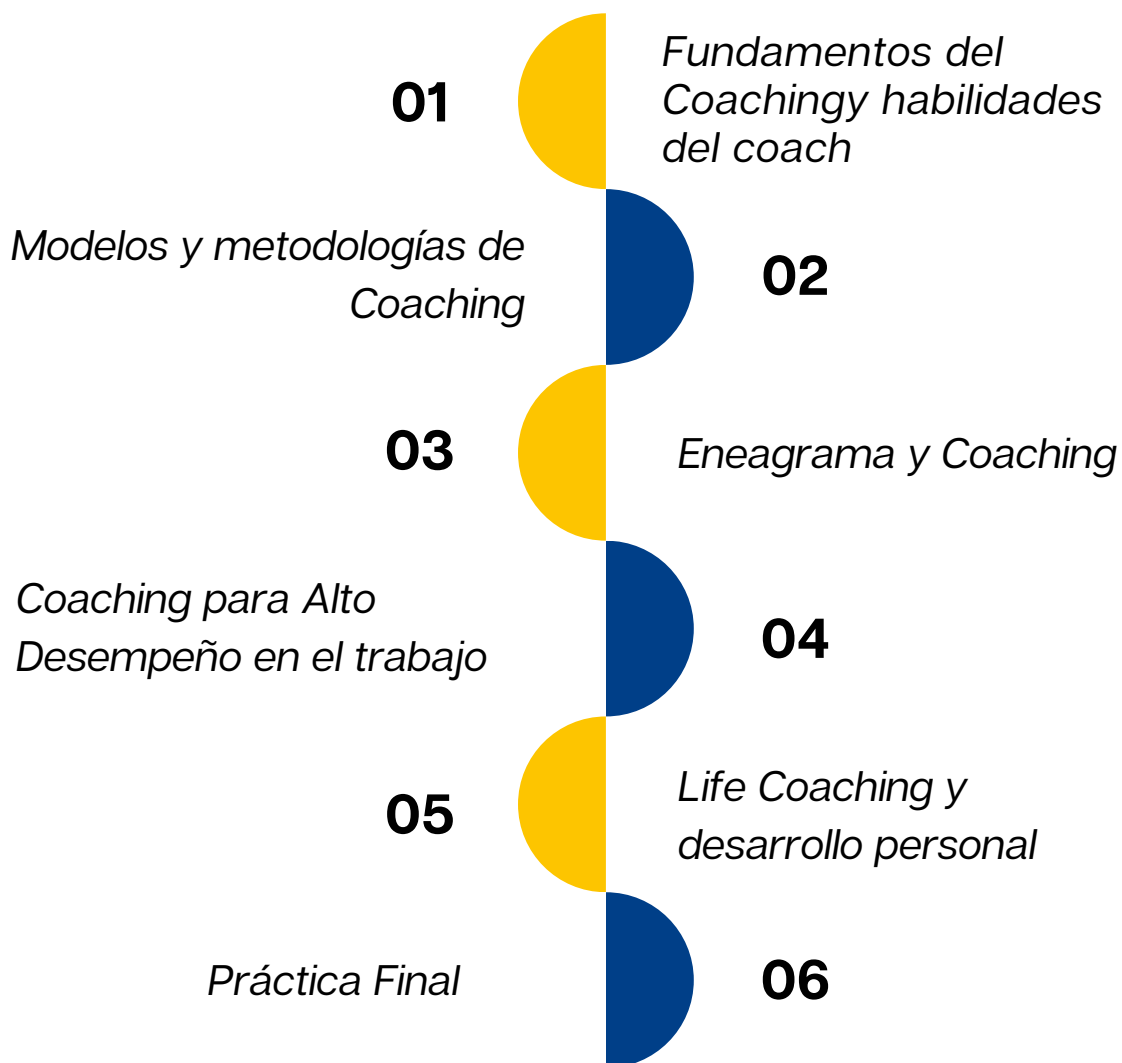 01
Fundamentos del
Coachingy habilidades
del coach
Modelos y metodologías de
Coaching
02
03
Eneagrama y Coaching
Coaching para Alto
Desempeño en el trabajo
04
05
Life Coaching y
desarrollo personal
Práctica Final
06